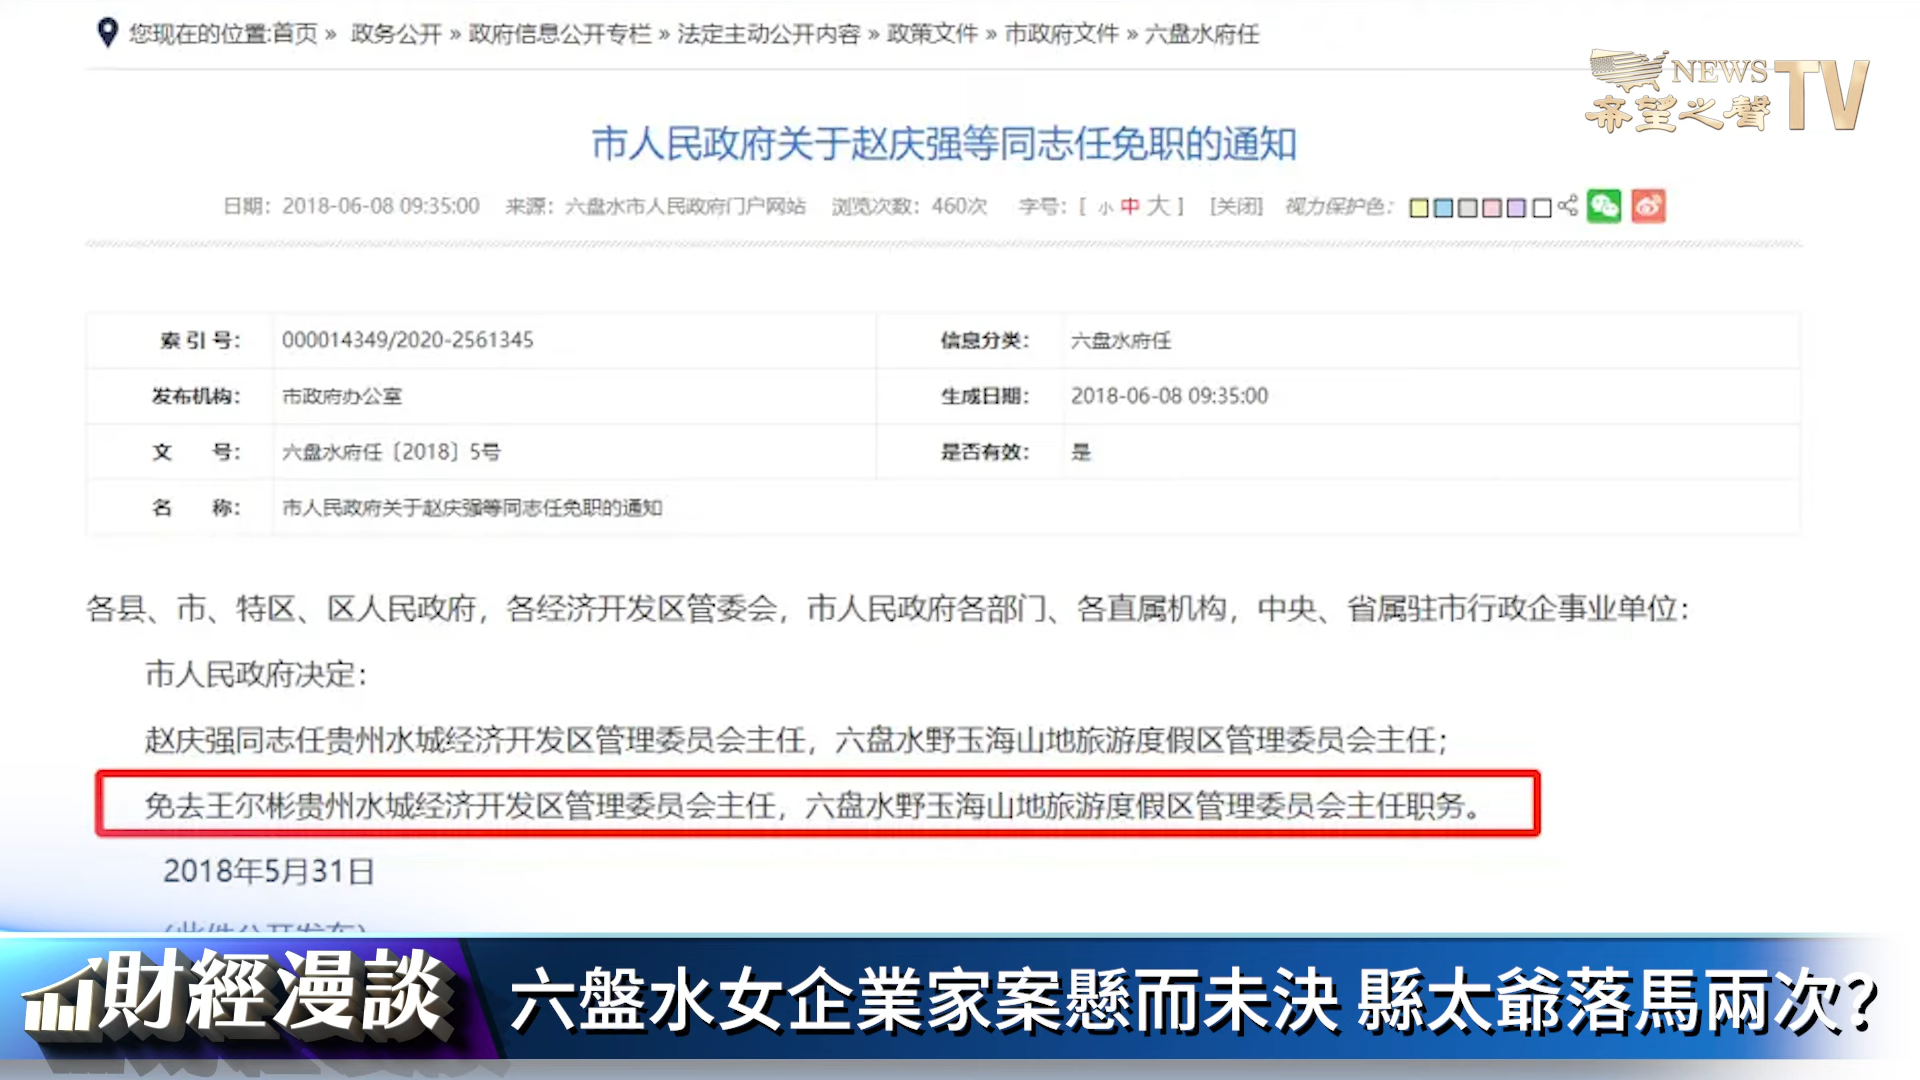 您现在的位置:首页 » 政务公开 » 政府信息公开专栏 » 法定主动公开内容 » 政策文件 » 市政府文件 » 六盘水府任
NEWS
希望之聲
TV
市人民政府关于赵庆强等同志任免职的通知
日期：2018-06-08 09:35:00 来源：六盘水市人民政府门户网站 浏览次数：460次 字号：[ 小 中 大 ] [关闭] 视力保护色：
索 引 号： 000014349/2020-2561345 信息分类： 六盘水府任
发布机构： 市政府办公室 生成日期： 2018-06-08 09:35:00
文 号： 六盘水府任〔2018〕5号 是否有效： 是
名 称： 市人民政府关于赵庆强等同志任免职的通知
各县、市、特区、区人民政府，各经济开发区管委会，市人民政府各部门、各直属机构，中央、省属驻市行政企事业单位：
市人民政府决定：
赵庆强同志任贵州水城经济开发区管理委员会主任，六盘水野玉海山地旅游度假区管理委员会主任；
免去王尔彬贵州水城经济开发区管理委员会主任，六盘水野玉海山地旅游度假区管理委员会主任职务。
2018年5月31日
(此件公开发布)
財經漫談
六盤水女企業家案懸而未決 縣太爺落馬兩次？